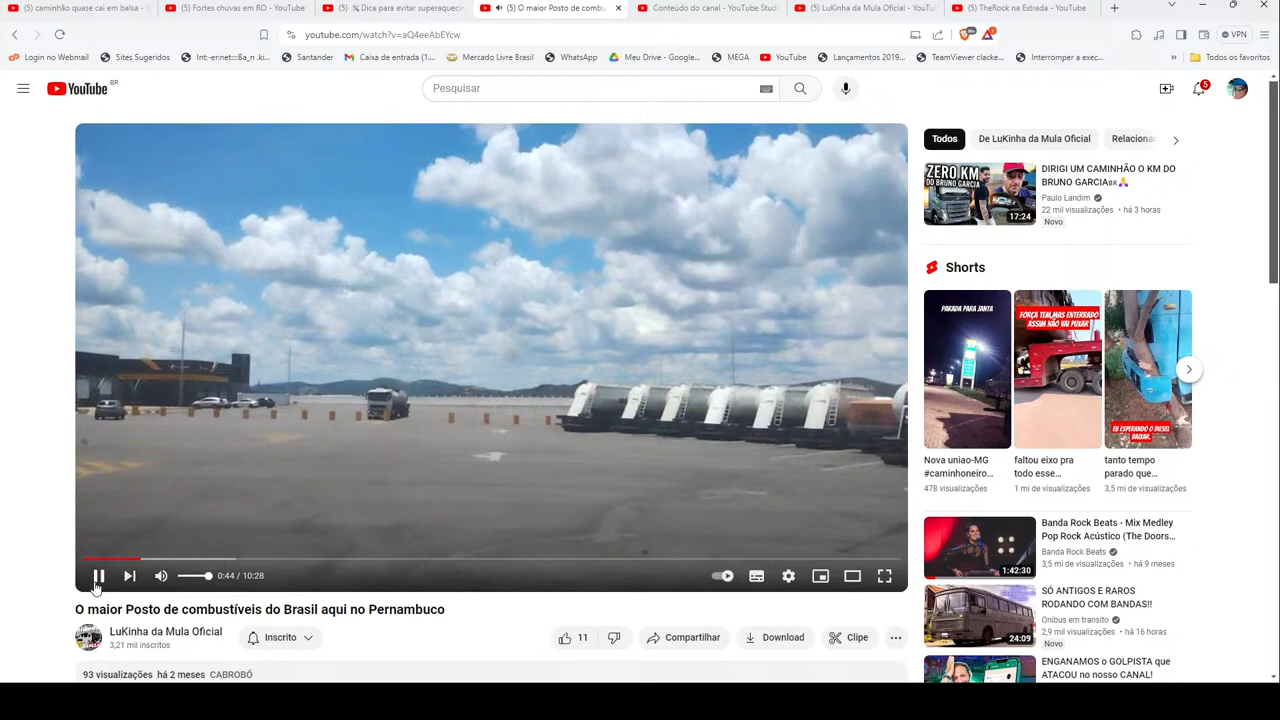 (5) caminhão quase cai em balsa -
(5) Fortes chuvas em RO - YouTube
(5) Dica para evitar superaquecim
(5) O maior Posto de combu
Conteúdo do canal - YouTube Stud
(5) LuKinha da Mula Oficial - YouTu
(5) TheRock na Estrada - YouTube
youtube.com/watch?v=aQ4eeAbEYcw
VPN
Login no Webmail
Sites Sugeridos
Santander
Caixa de entrada (1....
Mercado Livre Brasil
WhatsApp
Meu Drive - Google...
MEGA
YouTube
Lançamentos 2019...
TeamViewer clacke...
Interromper a exec...
Todos os favoritos
YouTube BR
Pesquisar
5
Todos
De LuKinha da Mula Oficial
Relaciona
ZERO KM
DO BRUNO GARCIA
17:24
DIRIGI UM CAMINHÃO O KM DO
BRUNO GARCIA BR
Paulo Landim
22 mil visualizações • há 3 horas
Novo
Shorts
PARADA PARA JANTA
FORÇA TEM,MAS ENTERRADO
ASSIM NÃO VAI PUXAR
EU ESPERANDO O DIESEL
BAIXAR.
Nova uniao-MG
#caminhoneiro...
478 visualizações
faltou eixo pra
todo esse...
1 mi de visualizações
tanto tempo
parado que...
3,5 mi de visualizações
1:42:30
Banda Rock Beats - Mix Medley
Pop Rock Acústico (The Doors...
Banda Rock Beats
3,5 mi de visualizações • há 9 meses
24:09
SÓ ANTIGOS E RAROS
RODANDO COM BANDAS!!
Onibus em transito
2,9 mil visualizações • há 16 horas
Novo
ENGANAMOS o GOLPISTA que
ATACOU no nosso CANAL!
0:44 / 10:28
O maior Posto de combustíveis do Brasil aqui no Pernambuco
LuKinha da Mula Oficial
3,21 mil inscritos
Inscrito
11
Compartilhar
Download
Clipe
93 visualizações há 2 meses CABROBÓ